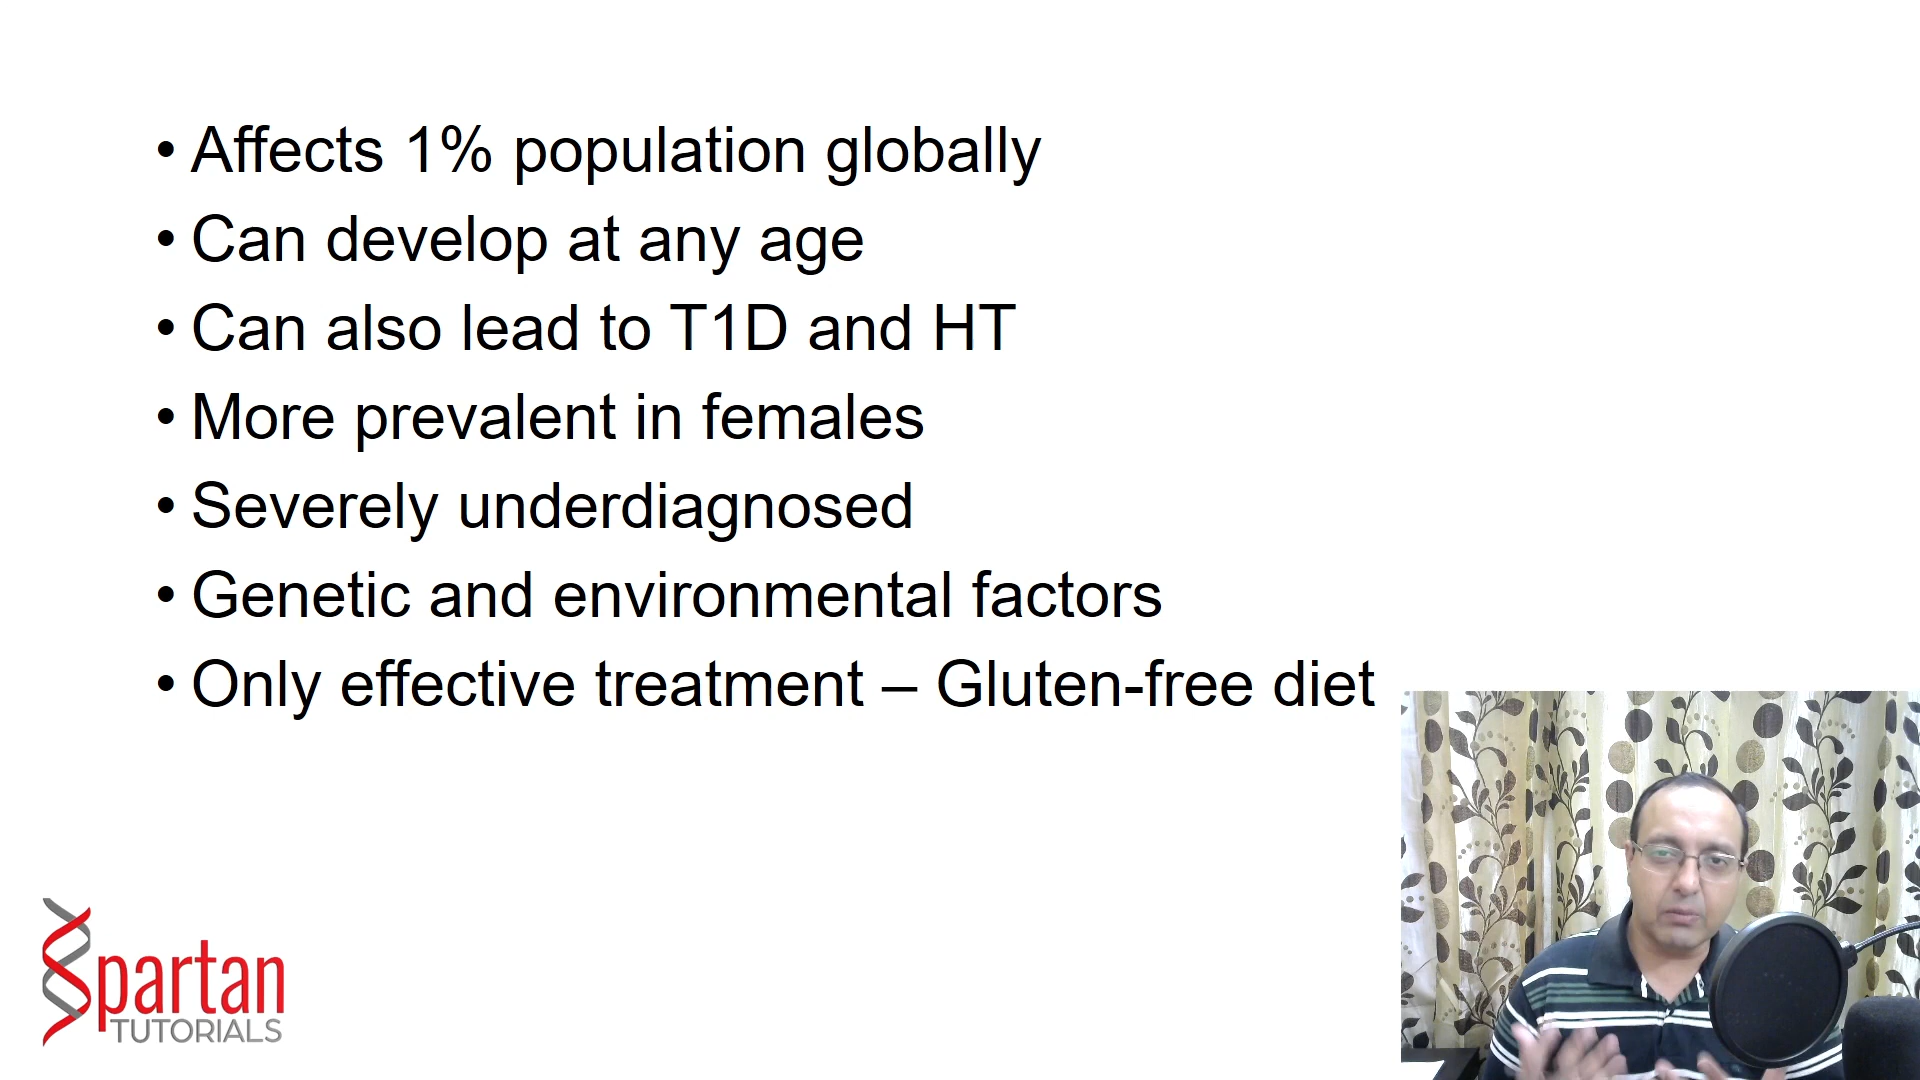 • Affects 1% population globally
• Can develop at any age
• Can also lead to T1D and HT
• More prevalent in females
• Severely underdiagnosed
• Genetic and environmental factors
• Only effective treatment – Gluten-free diet
Spartan
TUTORIALS